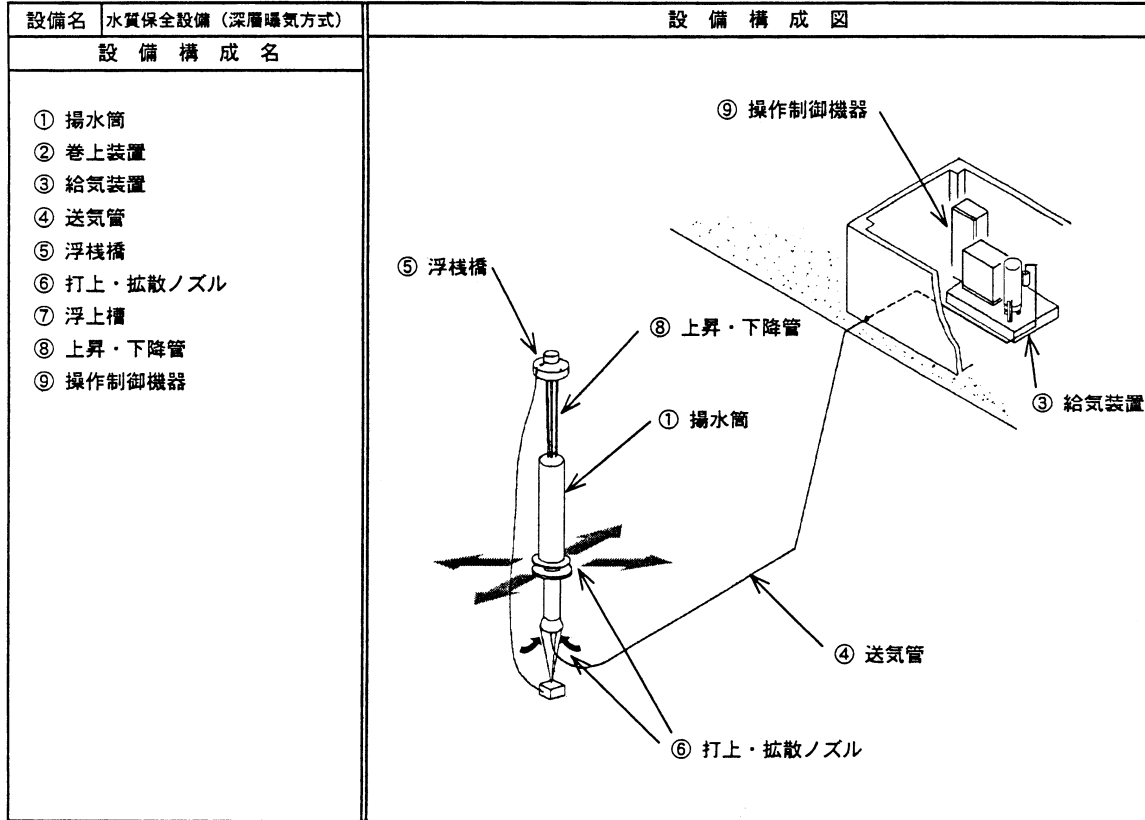 設備名 水質保全設備（深層曝気方式）
設備構成名
① 揚水筒
② 巻上装置
③ 給気装置
④ 送気管
⑤ 浮桟橋
⑥ 打上・拡散ノズル
⑦ 浮上槽
⑧ 上昇・下降管
⑨ 操作制御機器
設備構成図
⑨ 操作制御機器
⑤ 浮桟橋
⑧ 上昇・下降管
③ 給気装置
① 揚水筒
④ 送気管
⑥ 打上・拡散ノズル